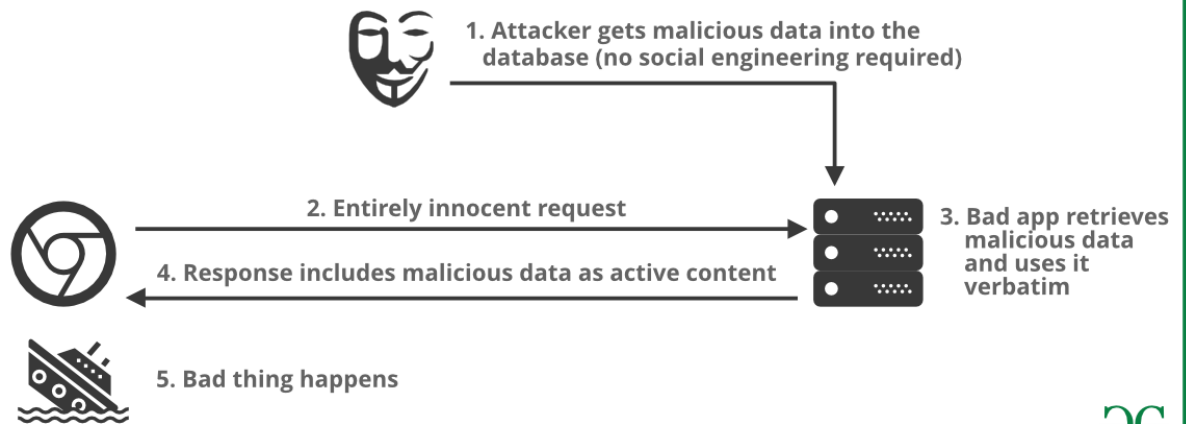 1. Attacker gets malicious data into the
database (no social engineering required)
2. Entirely innocent request
3. Bad app retrieves
malicious data
and uses it
verbatim
4. Response includes malicious data as active content
5. Bad thing happens